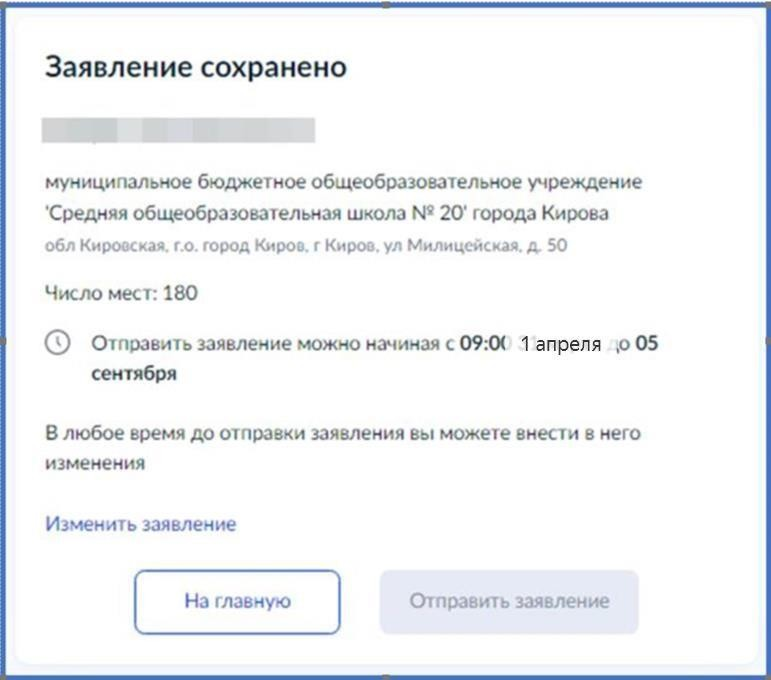 Заявление сохранено
муниципальное бюджетное общеобразовательное учреждение
'Средняя общеобразовательная школа № 20' города Кирова
обл Кировская, г.о. город Киров, г Киров, ул Милицейская, д. 50
Число мест: 180
Отправить заявление можно начиная с 09:00 1 апреля до 05
сентября
В любое время до отправки заявления вы можете внести в него
изменения
Изменить заявление
На главную
Отправить заявление